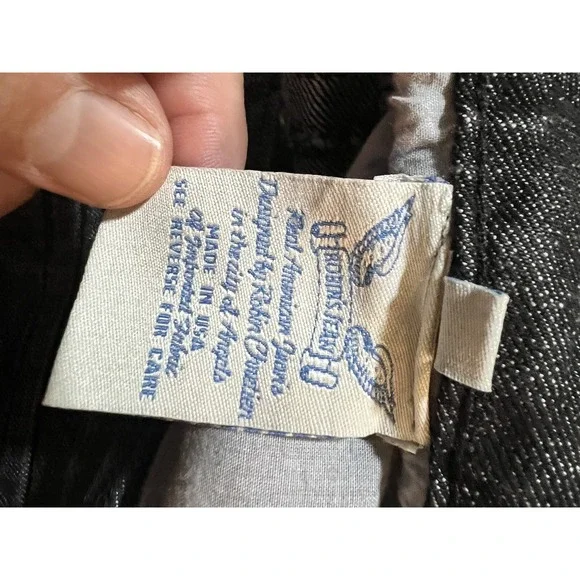 ROBIN'S JEAN
Real American Jean's
Designed by Robin Chretien
in the city of Angels
MADE IN USA
of Imported Fabric
SEE REVERSE FOR CARE